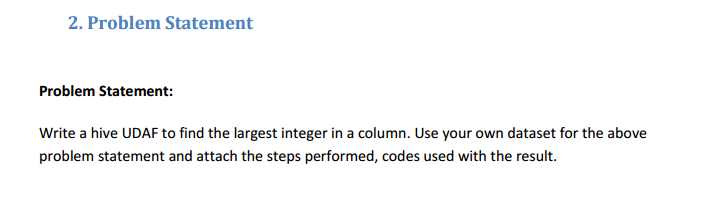 2. Problem Statement
Problem Statement:
Write a hive UDAF to find the largest integer in a column. Use your own dataset for the above
problem statement and attach the steps performed, codes used with the result.